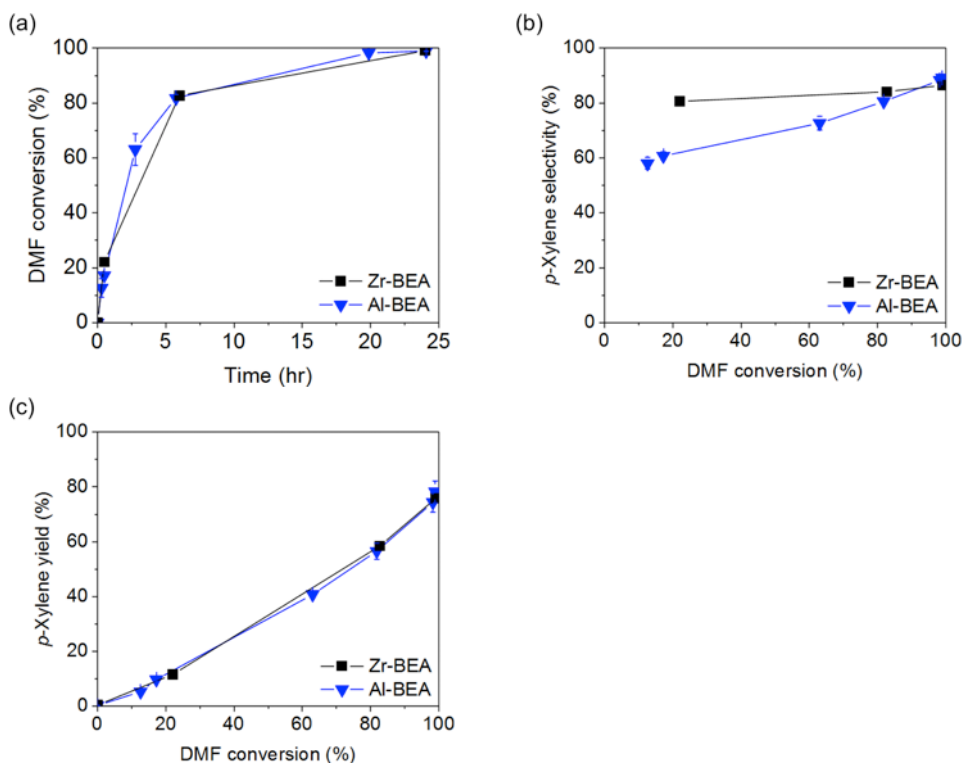 (a)
100
80
60
40
20
0
DMF conversion (%)
0 5 10 15 20 25
Time (hr)
Zr-BEA
Al-BEA
(b)
100
80
60
40
20
0
p-Xylene selectivity (%)
0 20 40 60 80 100
DMF conversion (%)
Zr-BEA
Al-BEA
(c)
100
80
60
40
20
0
p-Xylene yield (%)
0 20 40 60 80 100
DMF conversion (%)
Zr-BEA
Al-BEA